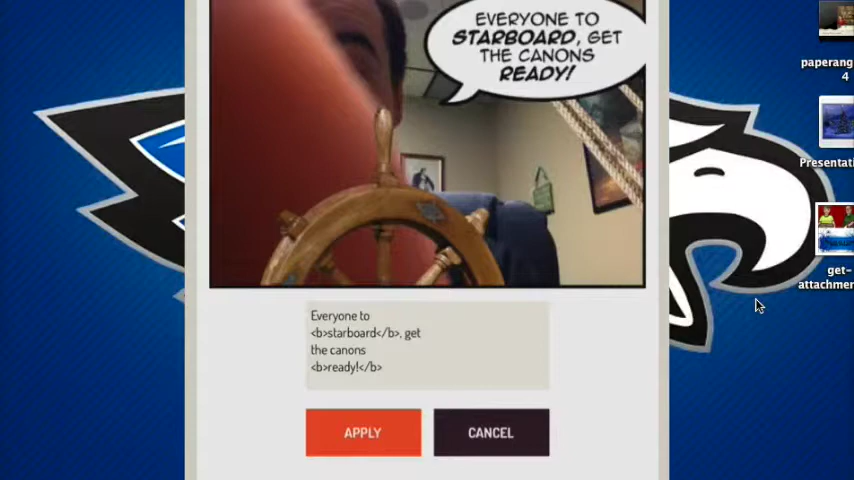 EVERYONE TO
STARBOARD, GET
THE CANONS
READY!
paperang
4
Presentati
get-
attachmen
Everyone to
<b>starboard</b>, get
the canons
<b>ready!</b>
APPLY
CANCEL